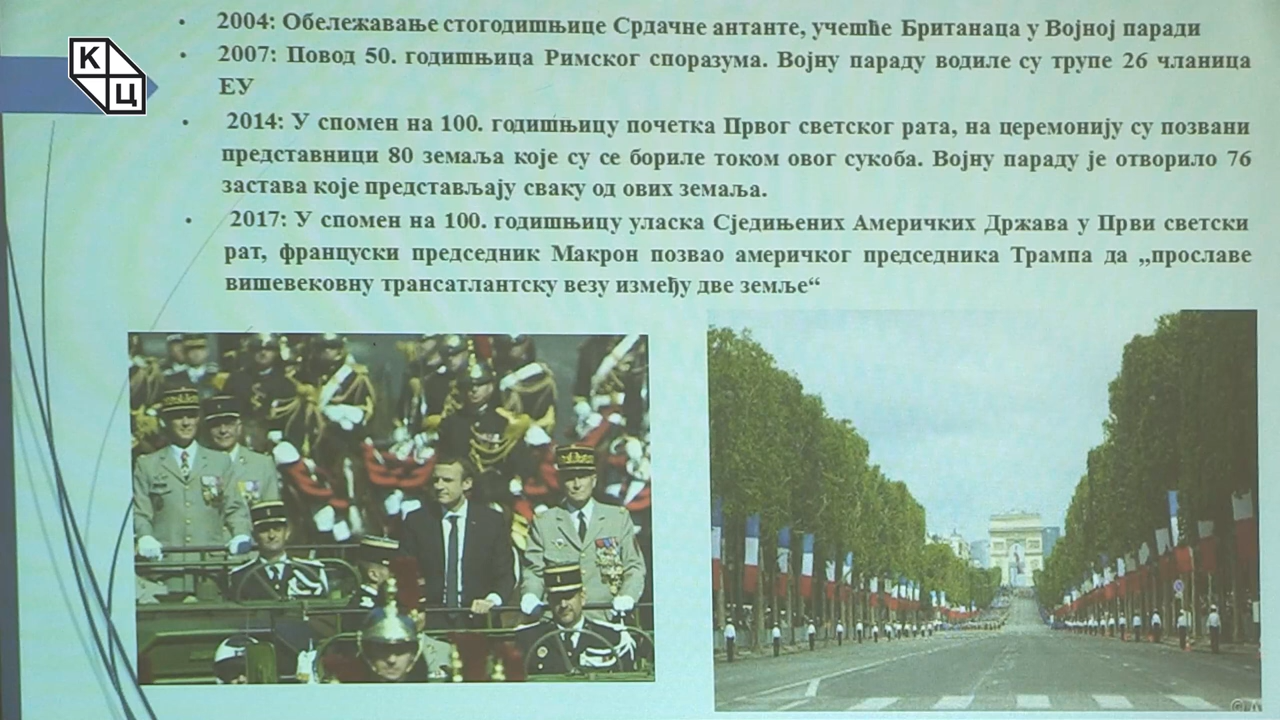 К
Ц
• 2004: Обележавање стогодишњице Срдачне антанте, учешће Британаца у Војној паради
• 2007: Повод 50. годишњица Римског споразума. Војну параду водиле су трупе 26 чланица
ЕУ
• 2014: У спомен на 100. годишњицу почетка Првог светског рата, на церемонију су позвани
представници 80 земаља које су се бориле током овог сукоба. Војну параду је отворило 76
застава које представљају сваку од ових земаља.
• 2017: У спомен на 100. годишњицу уласка Сједињених Америчких Држава у Први светски
рат, француски председник Макрон позвао америчког председника Трампа да „прославе
вишевековну трансатлантску везу између две земље“